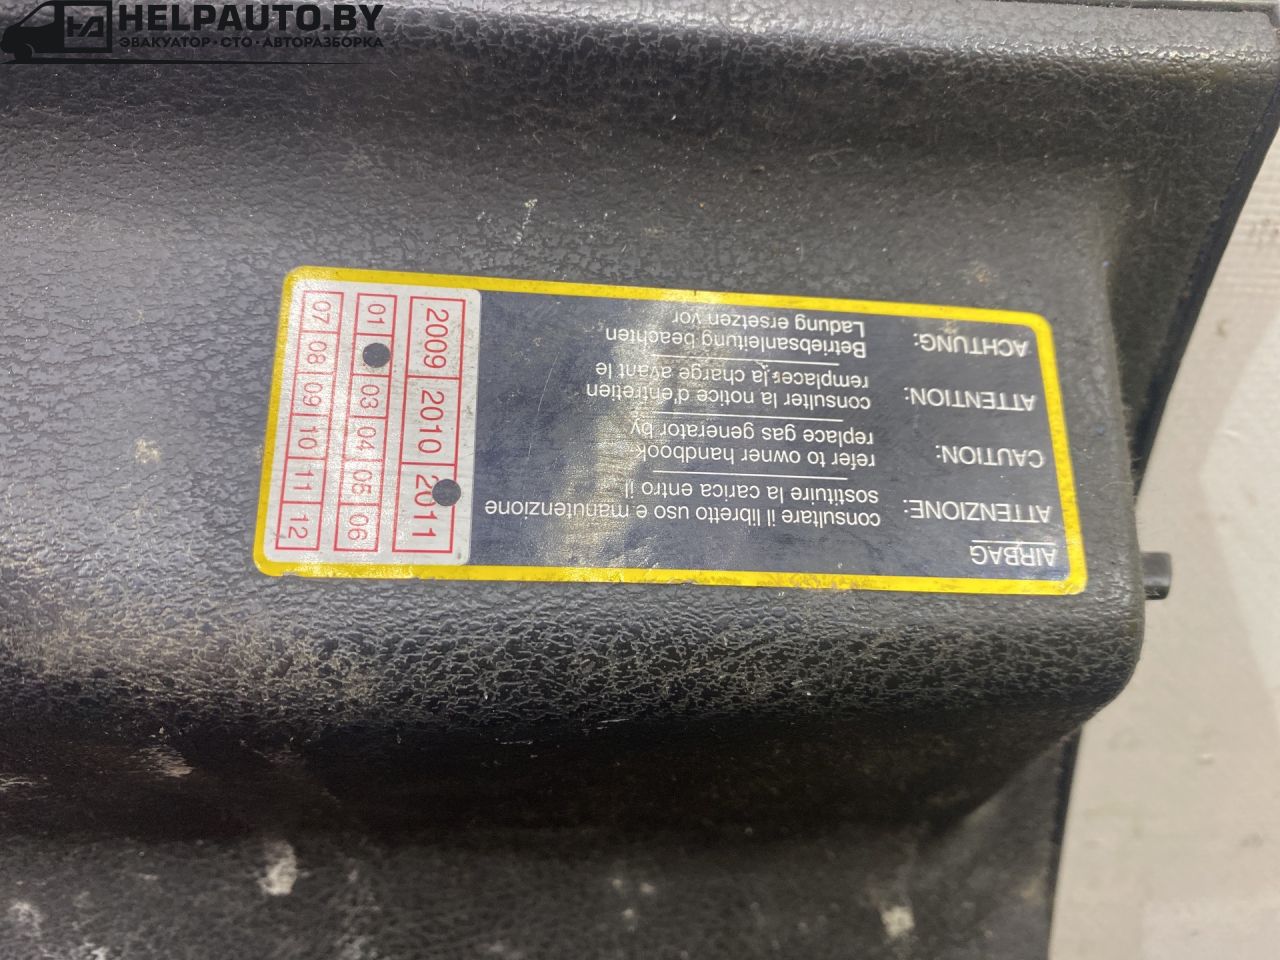 HELPAUTO.BY
ЭВАКУАТОР • СТО • АВТОРАЗБОРКА
AIRBAG
ATTENZIONE: consultare il libretto uso e manutenzione
sostituire la carica entro il
CAUTION: refer to owner handbook
replace gas generator by
ATTENTION: consulter la notice d'entretien
remplacer la charge avant le
ACHTUNG: Betriebsanleitung beachten
Ladung ersetzen vor
2009 2010 2011
01 03 04 05 06
07 08 09 10 11 12